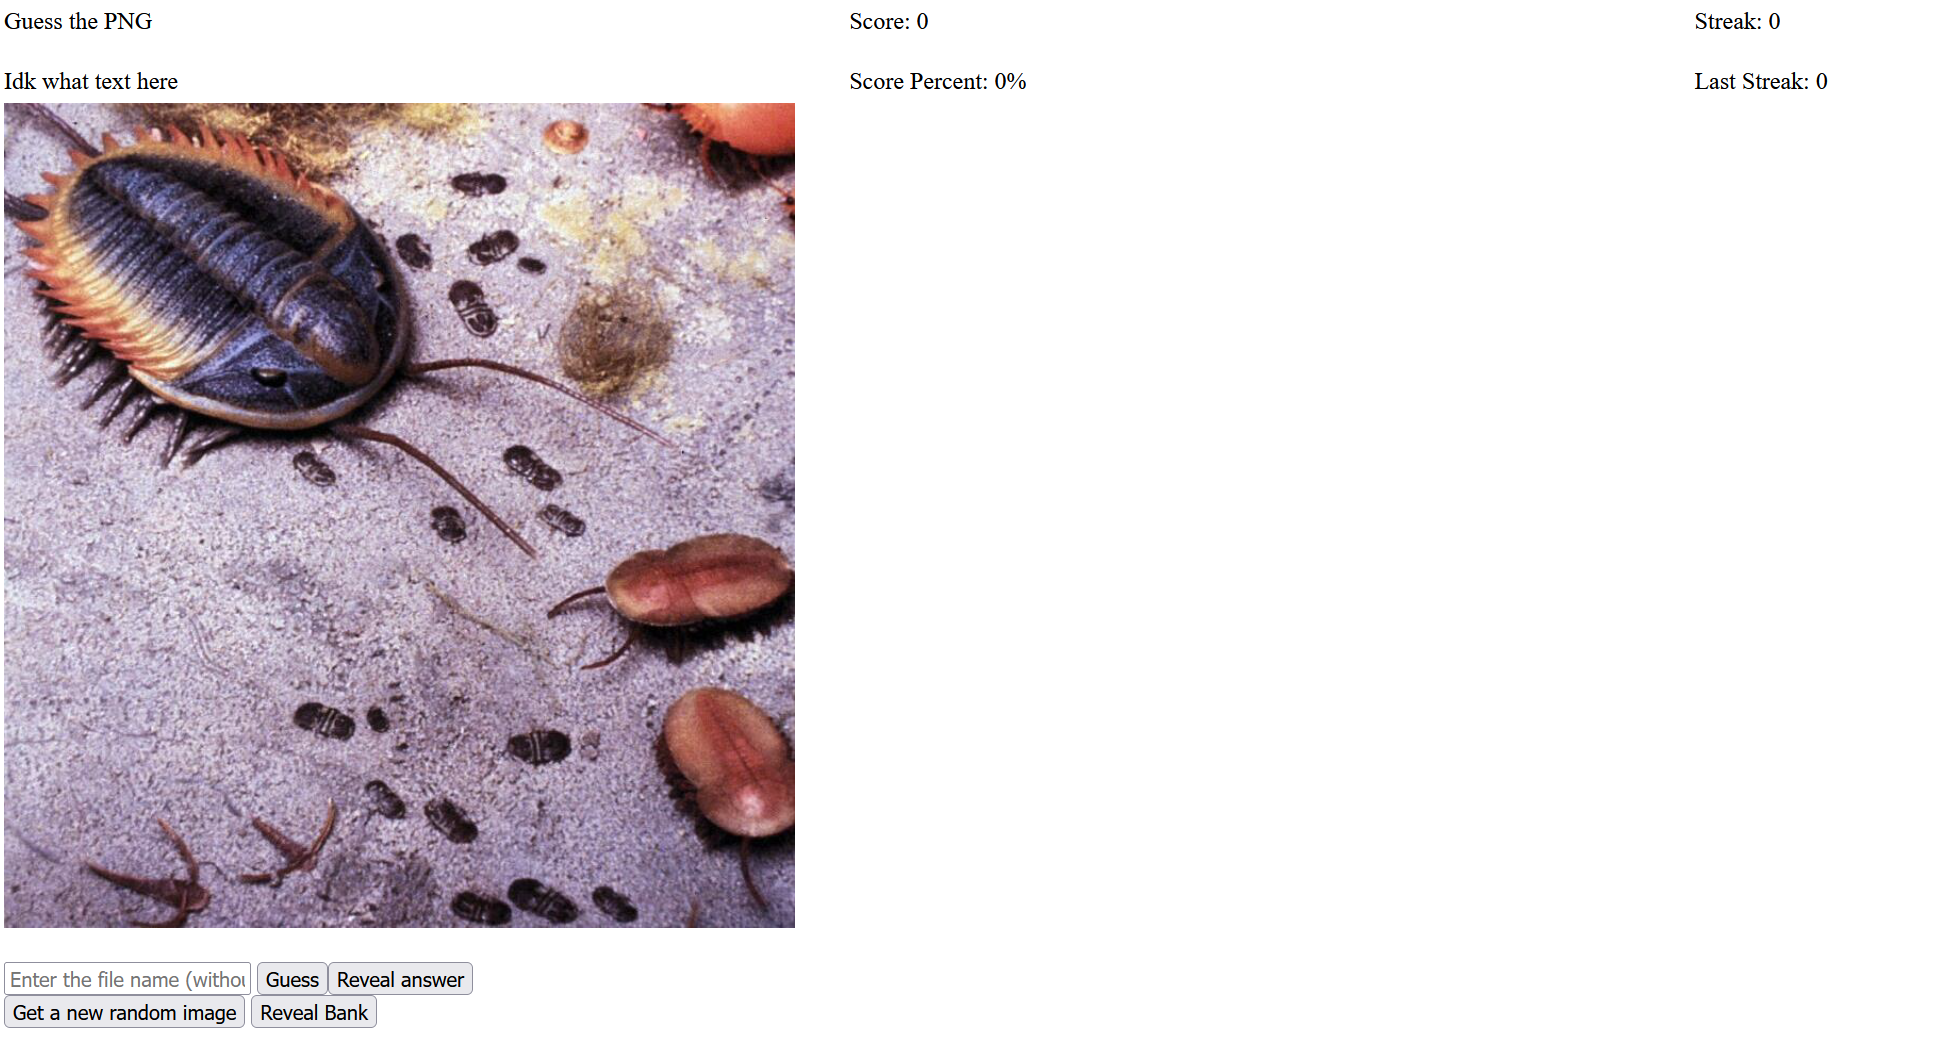 Guess the PNG
Score: 0
Streak: 0
Idk what text here
Score Percent: 0%
Last Streak: 0
Enter the file name (withou
Guess
Reveal answer
Get a new random image
Reveal Bank